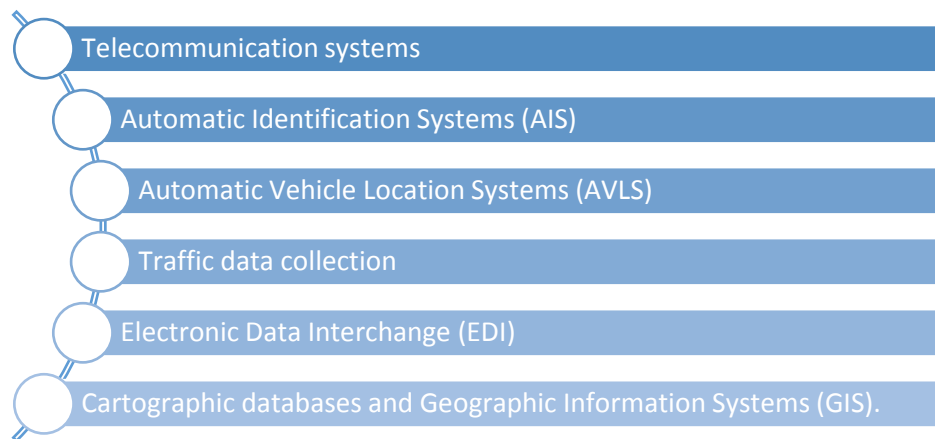 Telecommunication systems
Automatic Identification Systems (AIS)
Automatic Vehicle Location Systems (AVLS)
Traffic data collection
Electronic Data Interchange (EDI)
Cartographic databases and Geographic Information Systems (GIS).